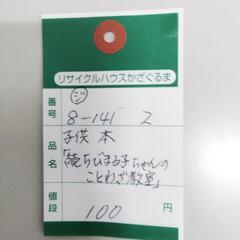 リサイクルハウスかざぐるま
番号
8-141 2
品名
子供 本
「続ちびまる子ちゃんの
ことわざ教室」
値段
100 円